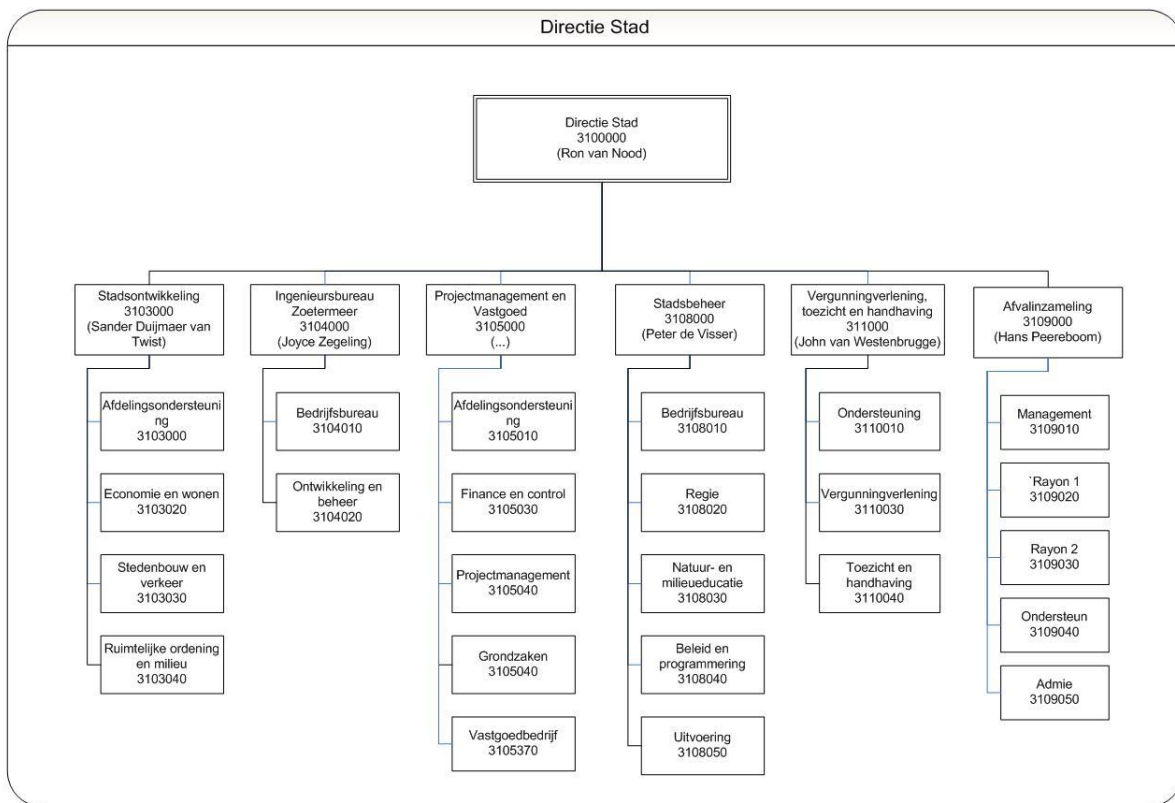 Directie Stad
Directie Stad
3100000
(Ron van Nood)
Stadsontwikkeling
3103000
(Sander Duijmaer van
Twist)
Afdelingsondersteuni
ng
3103000
Economie en wonen
3103020
Stedenbouw en
verkeer
3103030
Ruimtelijke ordening
en milieu
3103040
Ingenieursbureau
Zoetermeer
3104000
(Joyce Zegeling)
Bedrijfsbureau
3104010
Ontwikkeling en
beheer
3104020
Projectmanagement en
Vastgoed
3105000
(...)
Afdelingsondersteuni
ng
3105010
Finance en control
3105030
Projectmanagement
3105040
Grondzaken
3105040
Vastgoedbedrijf
3105370
Stadsbeheer
3108000
(Peter de Visser)
Bedrijfsbureau
3108010
Regie
3108020
Natuur- en
milieueducatie
3108030
Beleid en
programmering
3108040
Uitvoering
3108050
Vergunningverlening,
toezicht en handhaving
311000
(John van Westenbrugge)
Ondersteuning
3110010
Vergunningverlening
3110030
Toezicht en
handhaving
3110040
Afvalinzameling
3109000
(Hans Peereboom)
Management
3109010
`Rayon 1
3109020
Rayon 2
3109030
Ondersteun
3109040
Admie
3109050